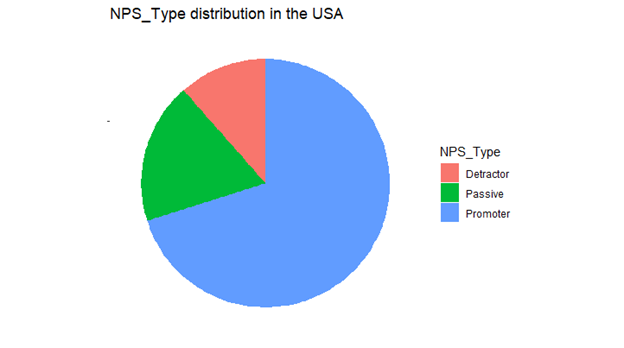 NPS_Type distribution in the USA
NPS_Type
Detractor
Passive
Promoter